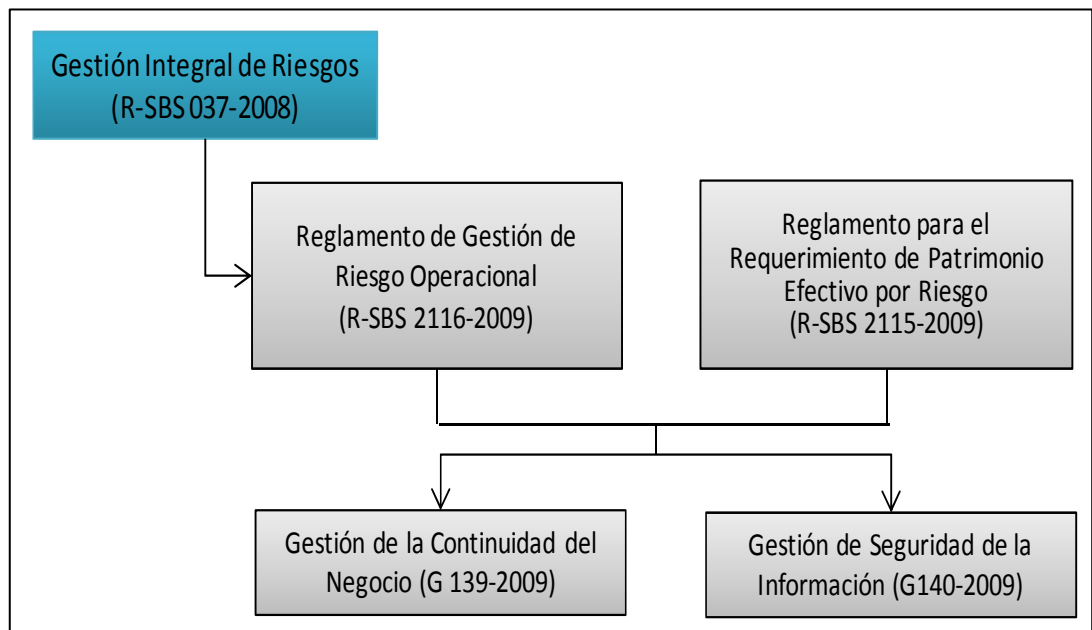 Gestión Integral de Riesgos
(R-SBS 037-2008)
Reglamento de Gestión de
Riesgo Operacional
(R-SBS 2116-2009)
Reglamento para el
Requerimiento de Patrimonio
Efectivo por Riesgo
(R-SBS 2115-2009)
Gestión de la Continuidad del
Negocio (G 139-2009)
Gestión de Seguridad de la
Información (G140-2009)